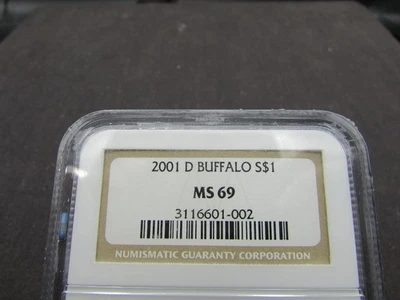 2001 D BUFFALO S$1
MS 69
3116601-002
NUMISMATIC GUARANTY CORPORATION